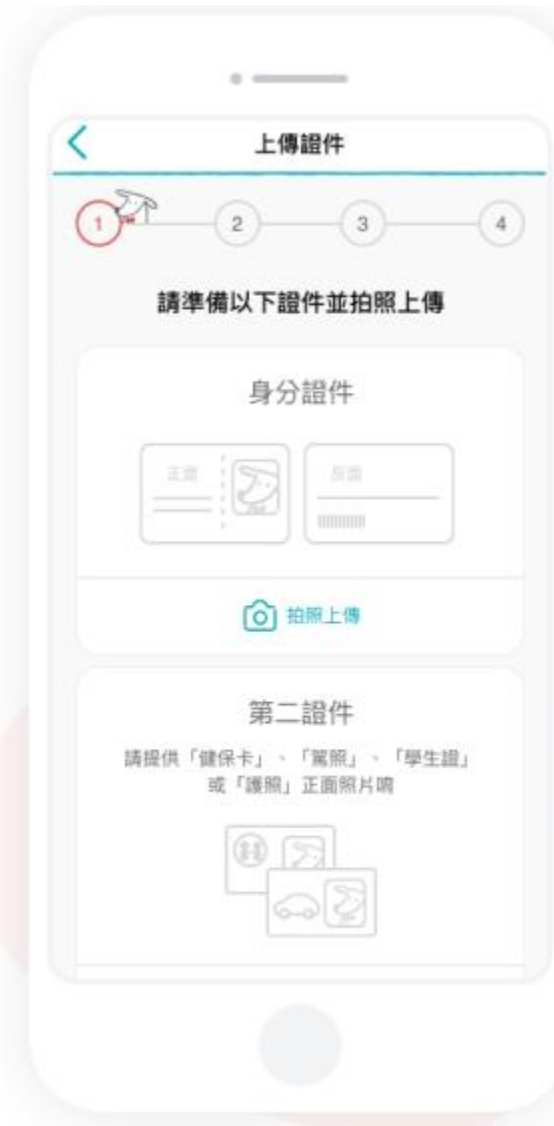 上傳證件
1
2
3
4
請準備以下證件並拍照上傳
身分證件
正面
反面
拍照上傳
第二證件
請提供「健保卡」、「駕照」、「學生證」
或「護照」正面照片唷